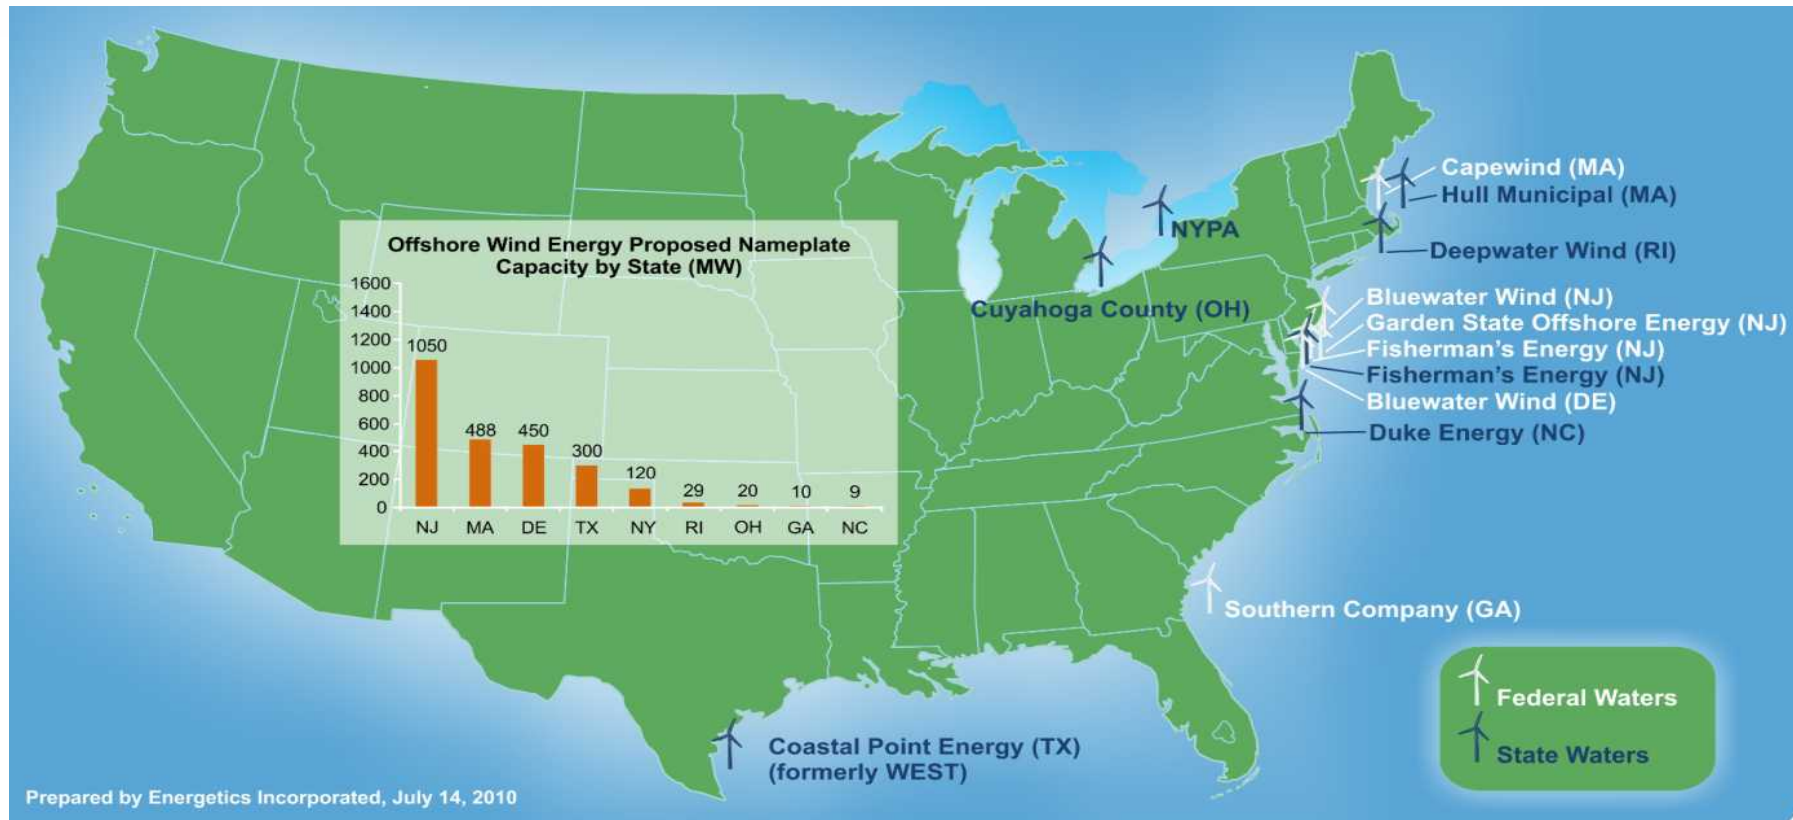 Capewind (MA)
Hull Municipal (MA)
NYPA
Deepwater Wind (RI)
Offshore Wind Energy Proposed Nameplate
Capacity by State (MW)
1600
1400
1200
1000
800
600
400
200
0
1050
488
450
300
120
29
20
10
9
NJ
MA
DE
TX
NY
RI
OH
GA
NC
Cuyahoga County (OH)
Bluewater Wind (NJ)
Garden State Offshore Energy (NJ)
Fisherman's Energy (NJ)
Fisherman's Energy (NJ)
Bluewater Wind (DE)
Duke Energy (NC)
Southern Company (GA)
Federal Waters
State Waters
Coastal Point Energy (TX)
(formerly WEST)
Prepared by Energetics Incorporated, July 14, 2010